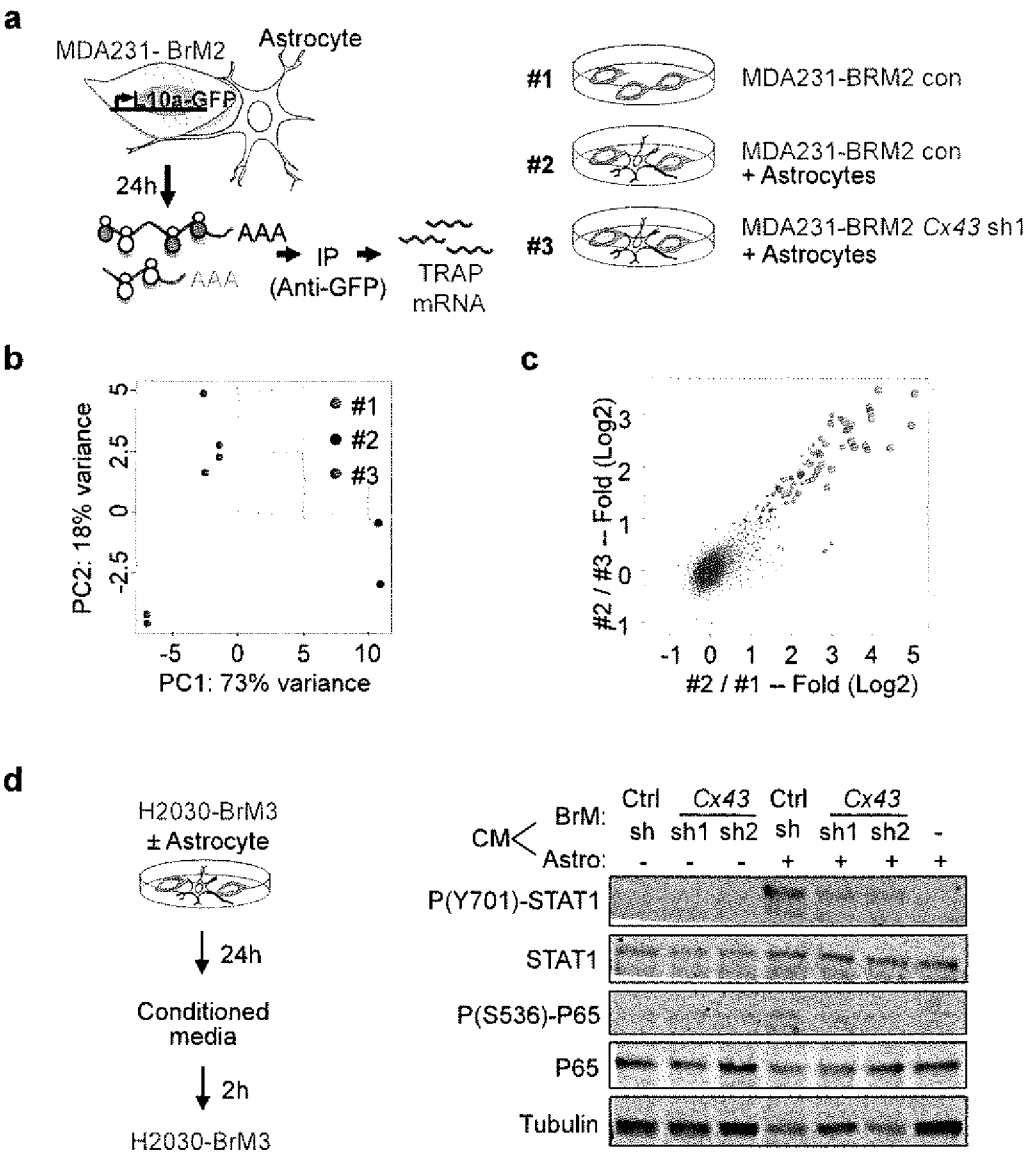 a
MDA231- BrM2
Astrocyte
L10a-GFP
24h
AAA
AAA
IP
(Anti-GFP)
TRAP
mRNA
#1
MDA231-BRM2 con
#2
MDA231-BRM2 con
+ Astrocytes
#3
MDA231-BRM2 Cx43 sh1
+ Astrocytes
b
PC2: 18% variance
5
2.5
0
-2.5
#1
#2
#3
-5 0 5 10
PC1: 73% variance
c
#2 / #3 -- Fold (Log2)
3
2
1
0
-1
-1 0 1 2 3 4 5
#2 / #1 -- Fold (Log2)
d
H2030-BrM3
± Astrocyte
24h
Conditioned
media
2h
H2030-BrM3
Ctrl Cx43 Ctrl Cx43
CM BrM: sh sh1 sh2 sh sh1 sh2 -
Astro: - - - + + + +
P(Y701)-STAT1
STAT1
P(S536)-P65
P65
Tubulin